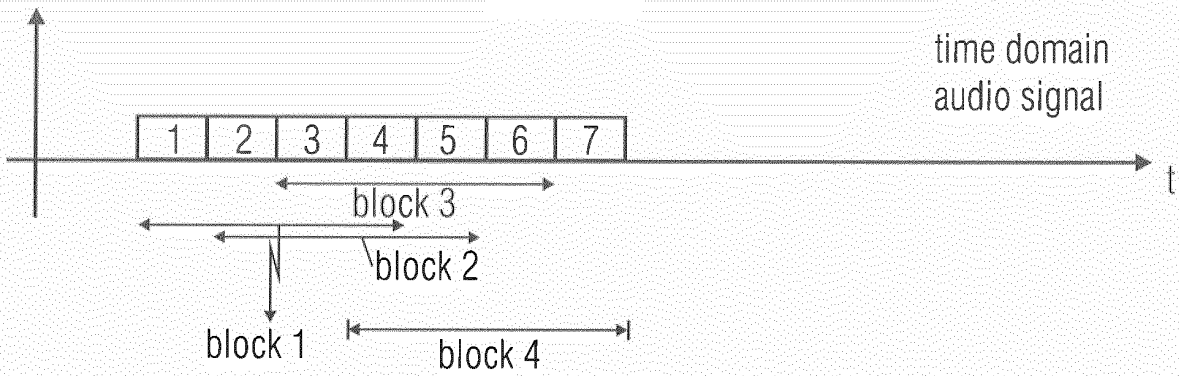 time domain
audio signal
1 2 3 4 5 6 7
t
block 3
block 2
block 1
block 4